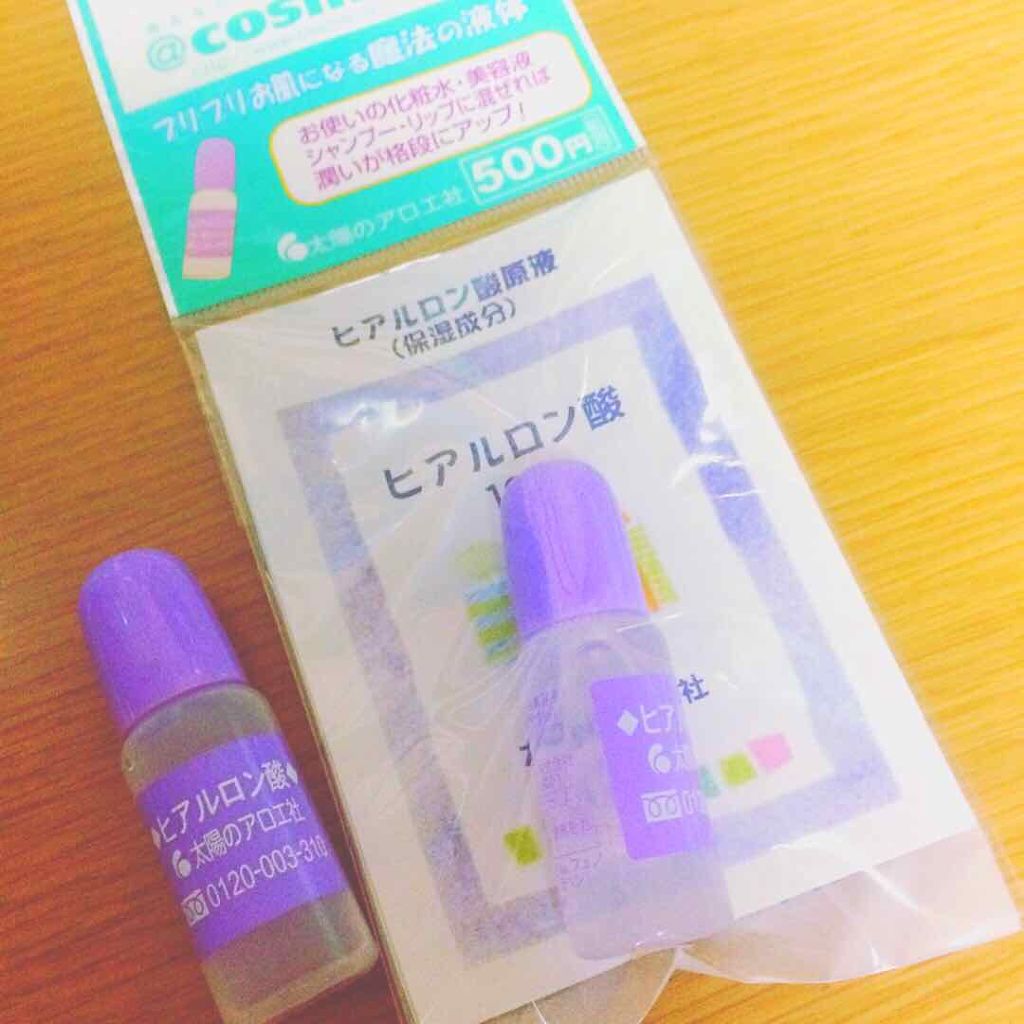 @cosm
プリプリお肌になる魔法の液体
お使いの化粧水・美容液
シャンプー・リップに混ぜれば
潤いが格段にアップ!
500円
太陽のアロエ社
ヒアルロン酸原液
(保湿成分)
ヒアルロン酸
社
◆ヒア
◆ヒアルロン酸◆
太陽のアロエ社
0120-003-310